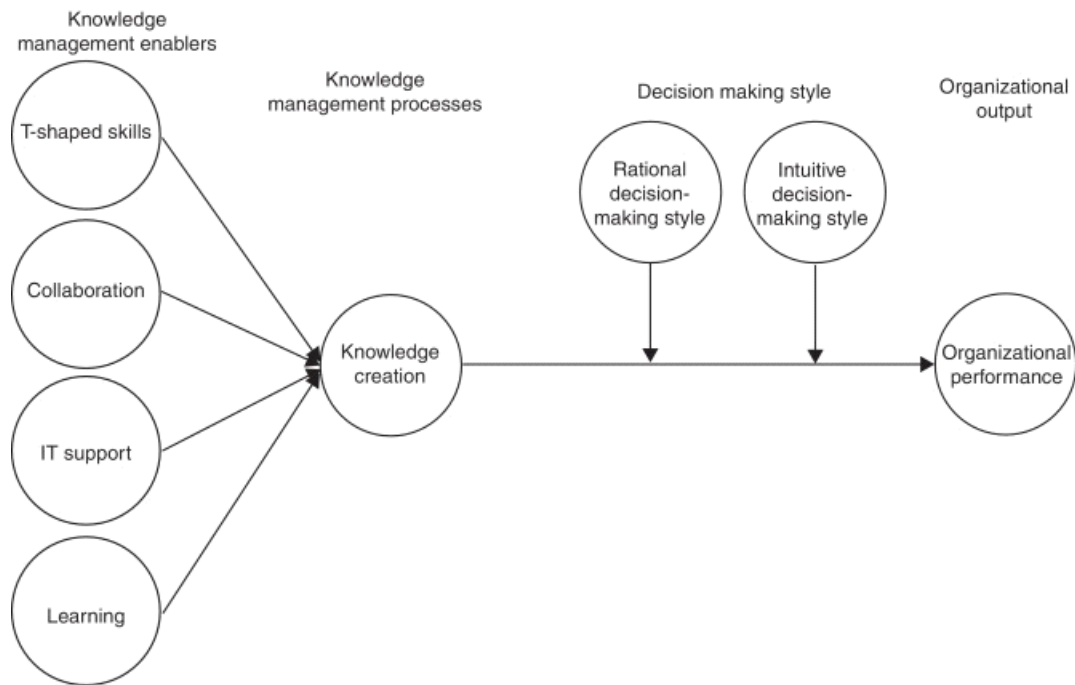 Knowledge
management enablers
T-shaped skills
Collaboration
IT support
Learning
Knowledge
management processes
Knowledge
creation
Decision making style
Rational
decision-
making style
Intuitive
decision-
making style
Organizational
output
Organizational
performance